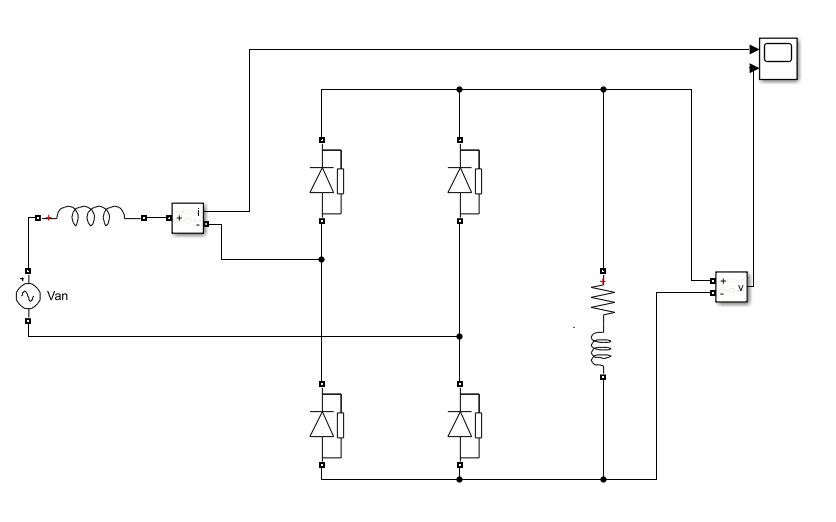 i
+
-
+
Van
+
+
-
v
+